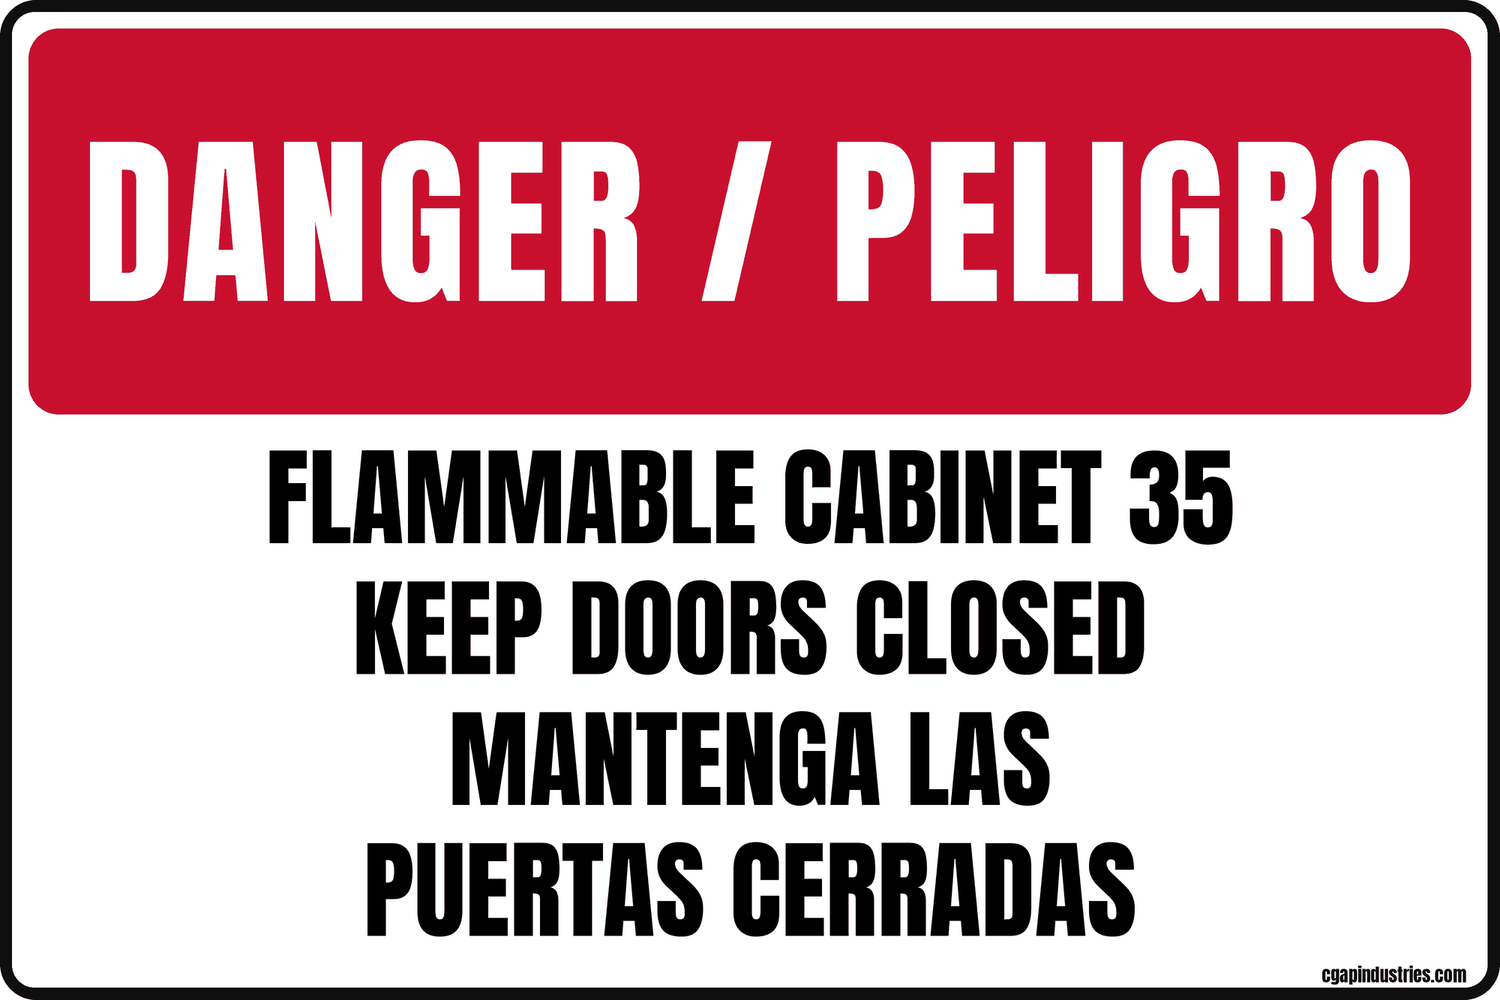 DANGER / PELIGRO
FLAMMABLE CABINET 35
KEEP DOORS CLOSED
MANTENGA LAS
PUERTAS CERRADAS
cgapindustries.com